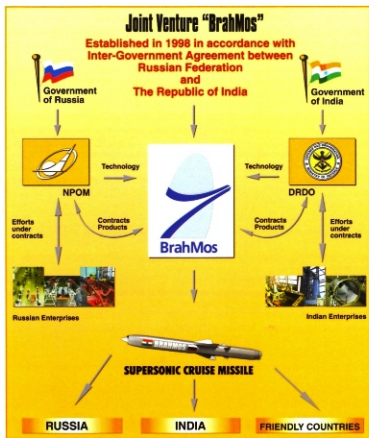 Joint Venture "BrahMos"
Established in 1998 in accordance with
Inter-Government Agreement between
Russian Federation
and
The Republic of India
Government
of Russia
Government
of India
NPOM
Technology
Technology
DRDO
BrahMos
Contracts
Products
Contracts
Products
Efforts
under
contracts
Efforts
under
contracts
Russian Enterprises
Indian Enterprises
BRAHMOS
SUPERSONIC CRUISE MISSILE
RUSSIA
INDIA
FRIENDLY COUNTRIES